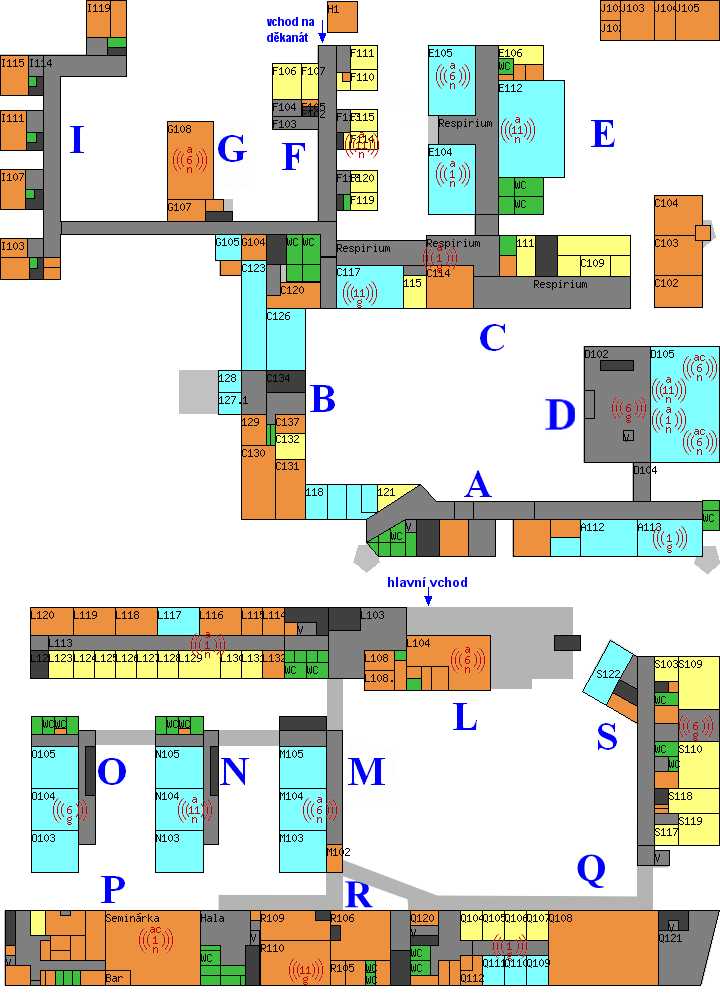 I119
H1
J101
J102
J103
J104
J105
vchod na
děkanát
I115
I114
I111
I107
I103
I
G108
a
6
n
G107
G
F106
F107
F104
F105
F102
F103
F
F111
F110
F115
F114
F120
F119
E105
a
6
n
Respirium
E104
a
1
n
E106
WC
E112
a
11
n
WC
WC
E
C104
C103
C102
G105
G104
WC
WC
C123
C120
C126
Respirium
Respirium
C117
11
g
115
C114
a
1
n
111
C109
Respirium
C
128
127.1
C134
B
129
C130
C137
C132
C131
118
121
A
WC
V
A112
A113
1
g
WC
D102
6
g
V
D105
ac
6
n
a
11
n
a
1
n
ac
6
n
D
D104
hlavní vchod
L120
L119
L118
L117
L116
L115
L114
V
L103
L113
a
1
n
L123
L124
L125
L126
L127
L128
L129
L130
L131
L132
WC
WC
L104
a
6
n
L108
L108.
L
S122
S
S103
S109
WC
6
g
WC
WC
S110
S118
S119
S117
V
WC
WC
O105
O104
6
g
O103
O
WC
WC
N105
N104
a
11
n
N103
N
M105
M104
a
6
n
M103
M102
M
P
R
Q
V
Seminárka
ac
1
n
Bar
Hala
WC
WC
V
R109
R110
11
g
R106
R105
WC
WC
Q120
WC
V
Q104
Q105
Q106
Q107
1
g
Q112
Q111
Q110
Q109
Q108
V
Q121